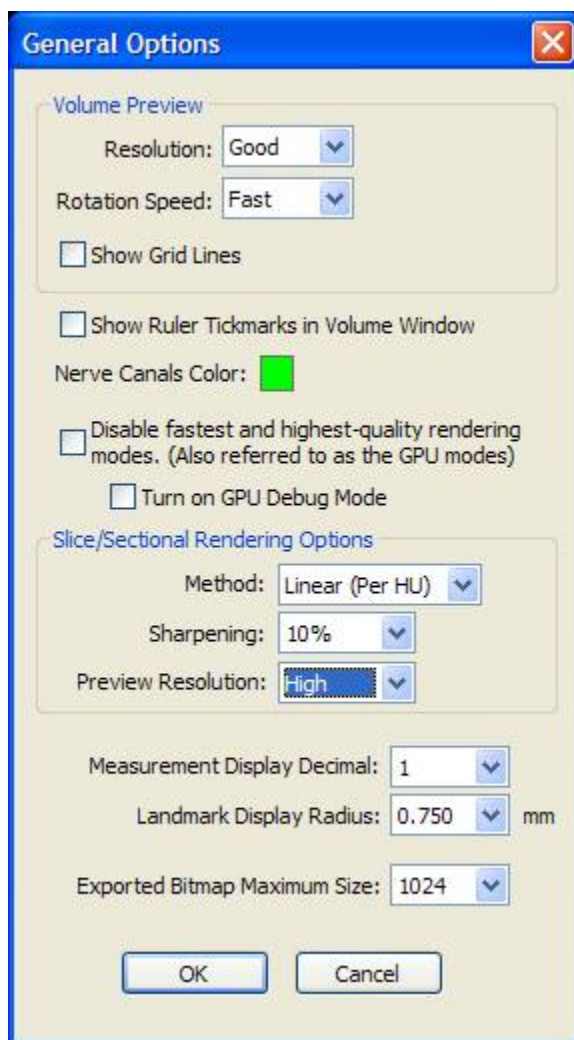 General Options
Volume Preview
Resolution: Good
Rotation Speed: Fast
Show Grid Lines
Show Ruler Tickmarks in Volume Window
Nerve Canals Color:
Disable fastest and highest-quality rendering
modes. (Also referred to as the GPU modes)
Turn on GPU Debug Mode
Slice/Sectional Rendering Options
Method: Linear (Per HU)
Sharpening: 10%
Preview Resolution: High
Measurement Display Decimal: 1
Landmark Display Radius: 0.750 mm
Exported Bitmap Maximum Size: 1024
OK Cancel